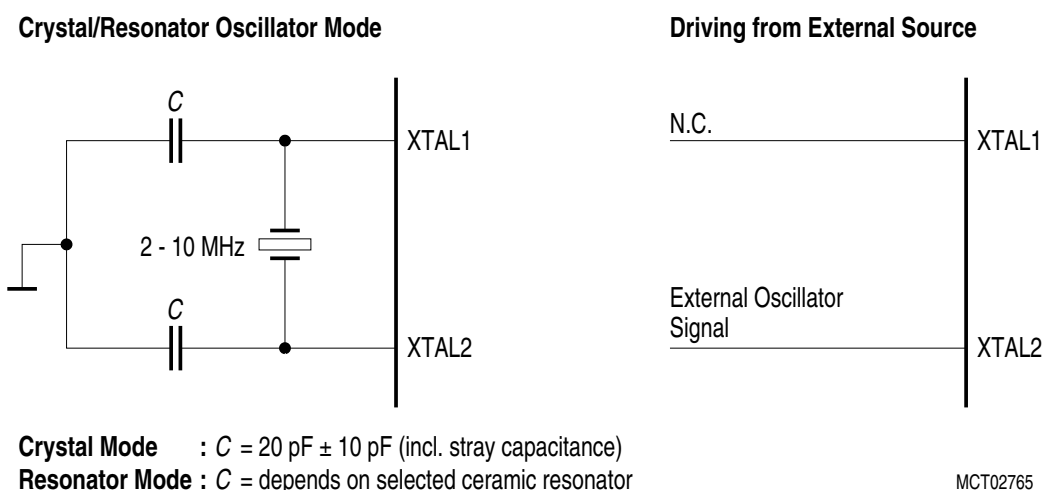 Crystal/Resonator Oscillator Mode
C
XTAL1
2 - 10 MHz
C
XTAL2
Driving from External Source
N.C.
XTAL1
External Oscillator
Signal
XTAL2
Crystal Mode : C = 20 pF ± 10 pF (incl. stray capacitance)
Resonator Mode : C = depends on selected ceramic resonator
MCT02765